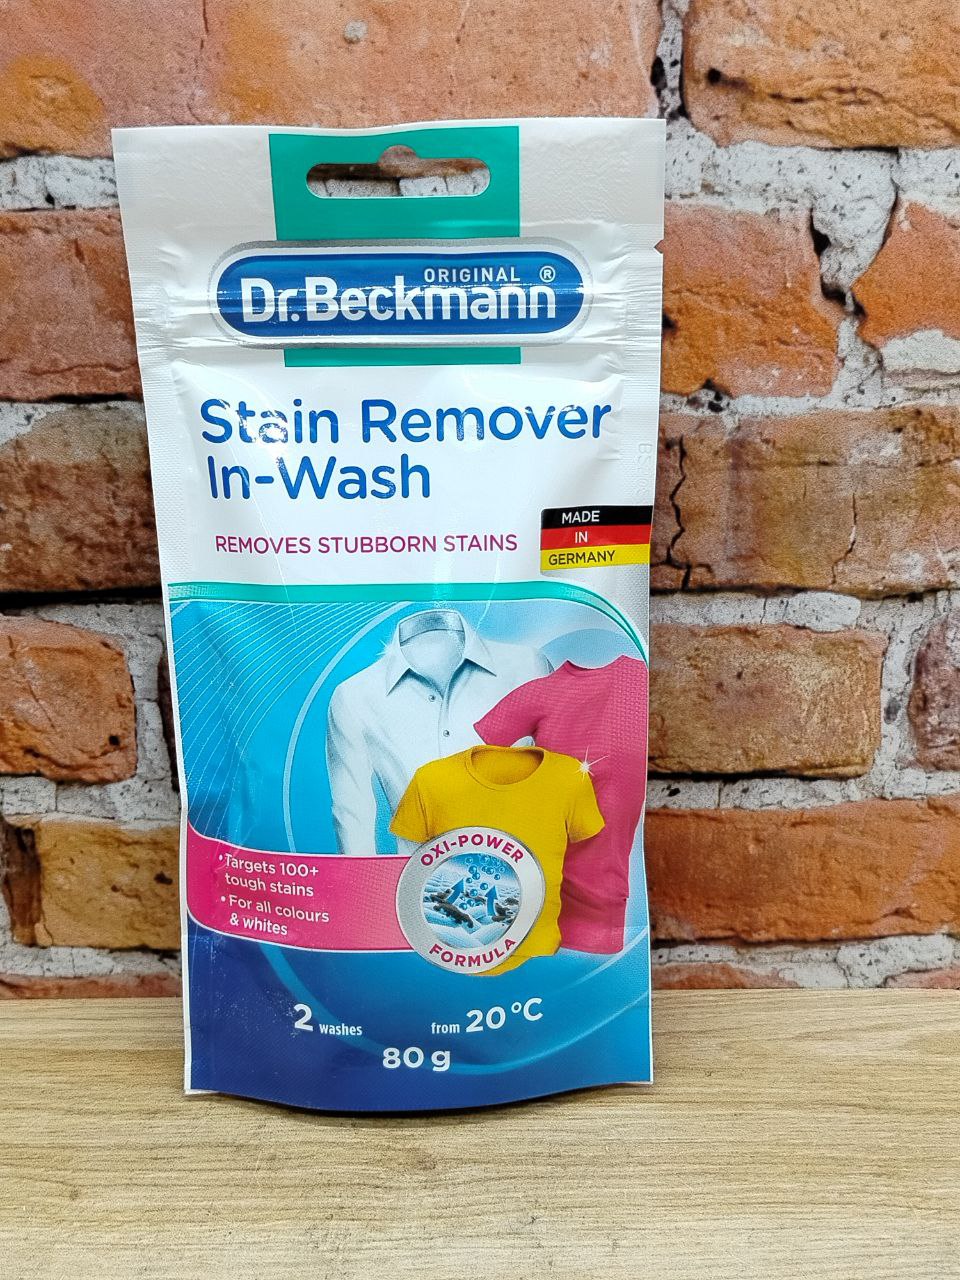 ORIGINAL ®
Dr.Beckmann
Stain Remover
In-Wash
REMOVES STUBBORN STAINS
MADE
IN
GERMANY
• Targets 100+
tough stains
• For all colours
& whites
OXI-POWER
FORMULA
2 washes
from 20°C
80 g